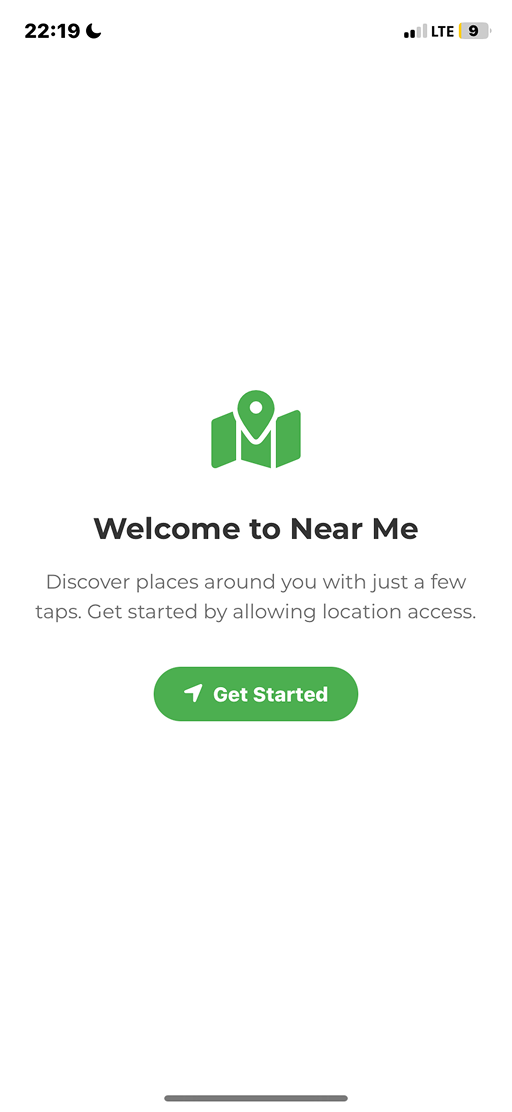 22:19
LTE 9
Welcome to Near Me
Discover places around you with just a few
taps. Get started by allowing location access.
Get Started